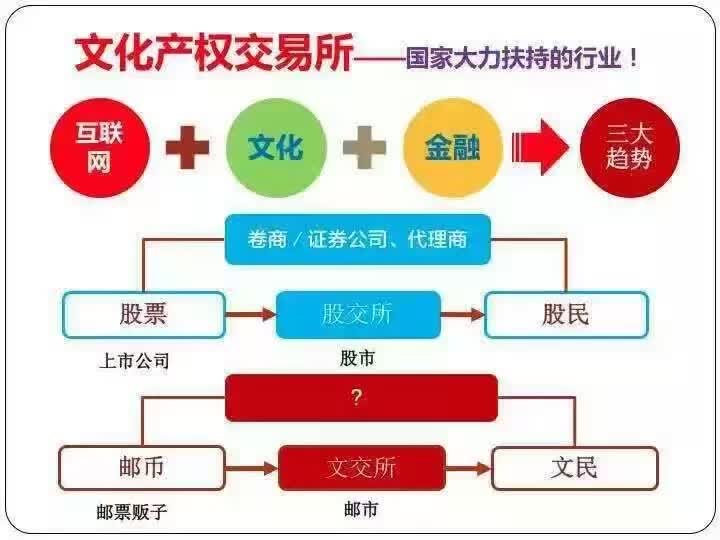 文化产权交易所——国家大力扶持的行业！
互联
网
文化
金融
三大
趋势
卷商/证券公司、代理商
股票
股交所
股民
上市公司
股市
?
邮币
文交所
文民
邮票贩子
邮市